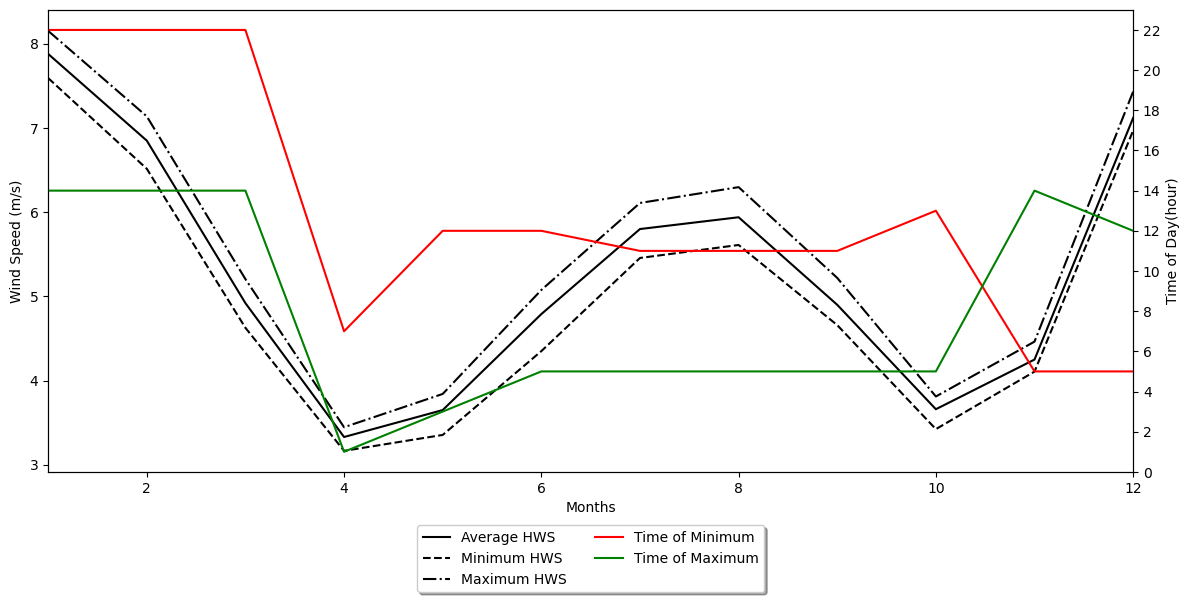 8
7
6
5
4
3
Wind Speed (m/s)
22
20
18
16
14
12
10
8
6
4
2
0
Time of Day(hour)
2 4 6 8 10 12
Months
Average HWS
Minimum HWS
Maximum HWS
Time of Minimum
Time of Maximum